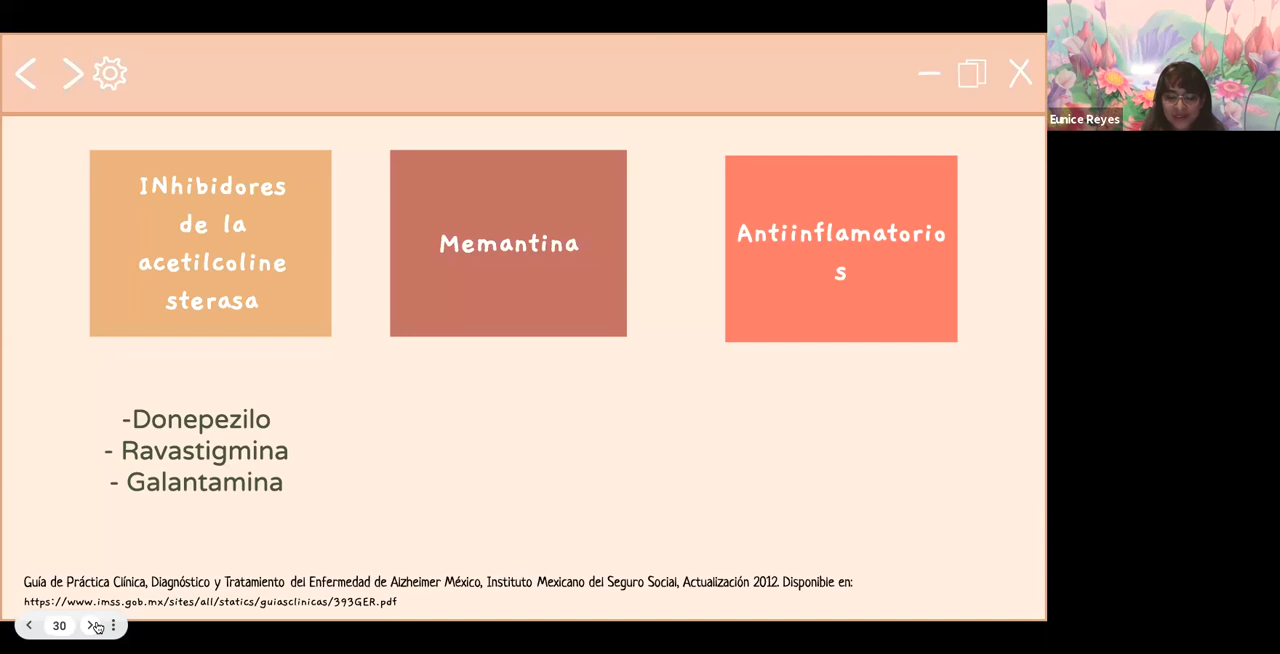 INhibidores
de la
acetilcoline
sterasa
Memantina
Antiinflamatorio
s
-Donepezilo
- Ravastigmina
- Galantamina
Guía de Práctica Clínica, Diagnóstico y Tratamiento del Enfermedad de Alzheimer México, Instituto Mexicano del Seguro Social, Actualización 2012. Disponible en:
https://www.imss.gob.mx/sites/all/statics/guiasclinicas/393GER.pdf
30
Eunice Reyes